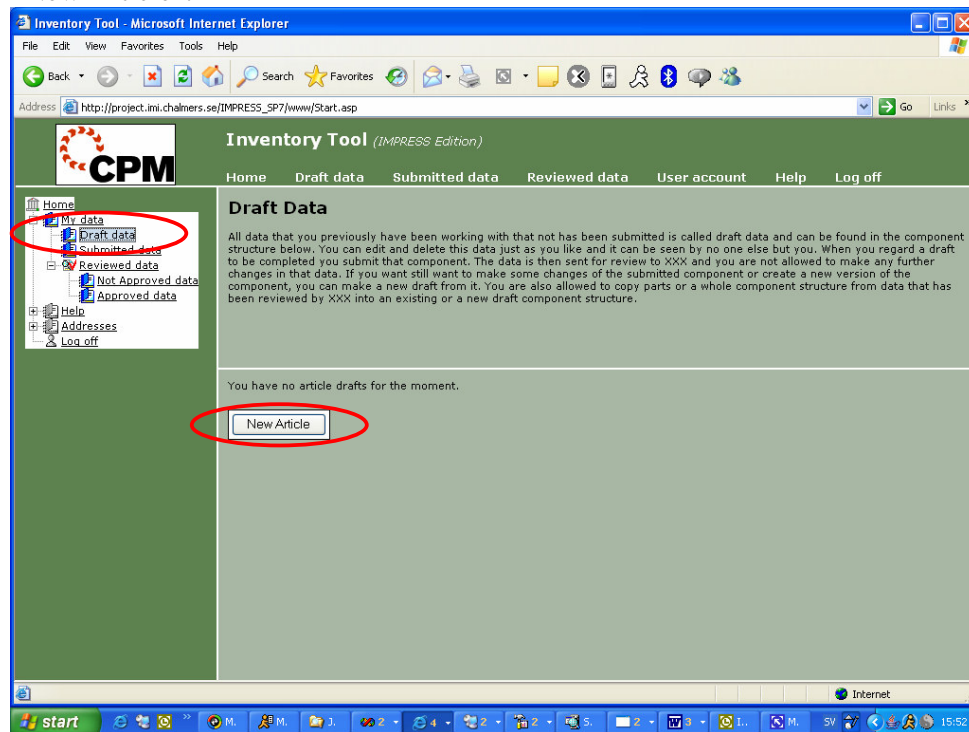 Inventory Tool - Microsoft Internet Explorer
File Edit View Favorites Tools Help
Back Search Favorites
Address http://project.imi.chalmers.se/IMPRESS_SP7/www/Start.asp Go Links »
CPM
Inventory Tool (IMPRESS Edition)
Home Draft data Submitted data Reviewed data User account Help Log off
Home
My data
Draft data
Submitted data
Reviewed data
Not Approved data
Approved data
Help
Addresses
Log off
Draft Data
All data that you previously have been working with that not has been submitted is called draft data and can be found in the component
structure below. You can edit and delete this data just as you like and it can be seen by no one else but you. When you regard a draft
to be completed you submit that component. The data is then sent for review to XXX and you are not allowed to make any further
changes in that data. If you want still want to make some changes of the submitted component or create a new version of the
component, you can make a new draft from it. You are also allowed to copy parts or a whole component structure from data that has
been reviewed by XXX into an existing or a new draft component structure.
You have no article drafts for the moment.
New Article
Internet
start » M. M. J. 2 4 2 2 S. 2 3 I.. M. SV 15:52